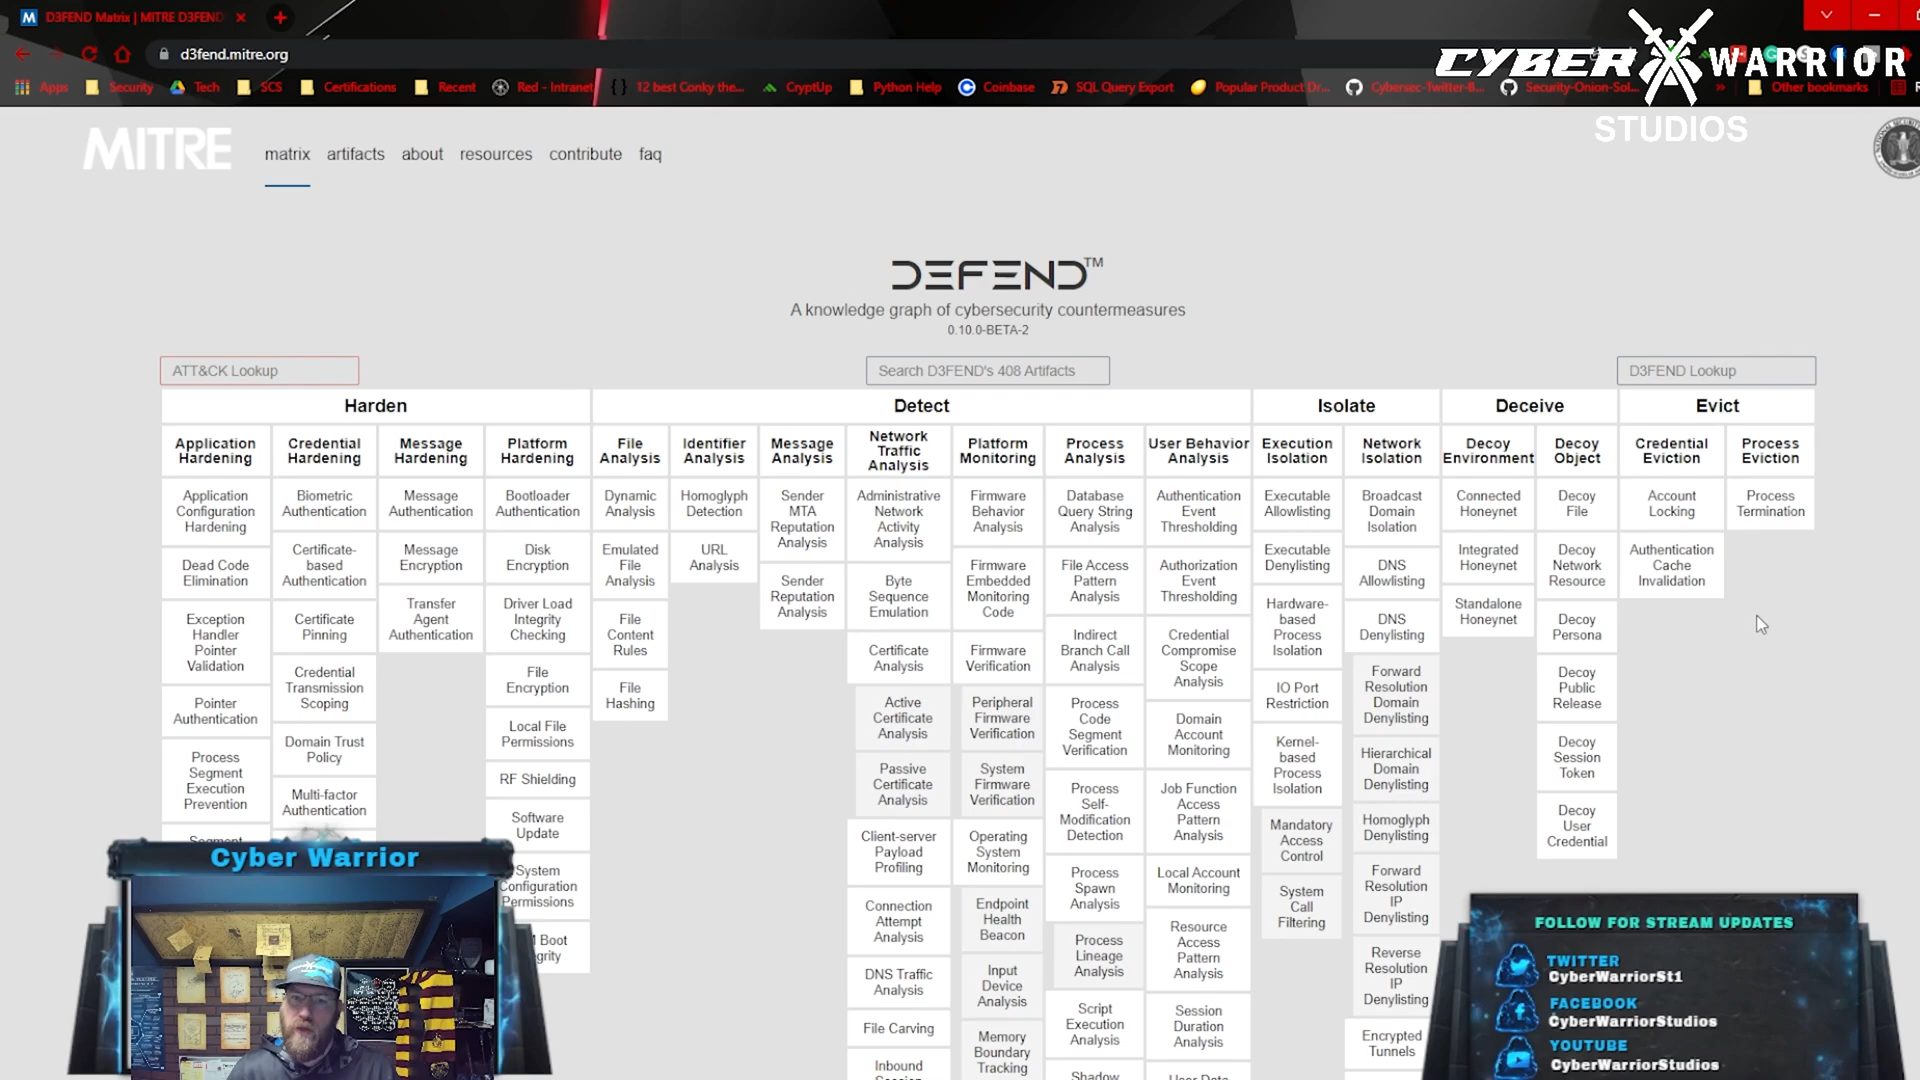 D3FEND Matrix | MITRE D3FEND
d3fend.mitre.org
CYBER WARRIOR
STUDIOS
Apps
Security
Tech
SCS
Certifications
Recent
Red - Intranet
12 best Conky the...
CryptUp
Python Help
Coinbase
SQL Query Export
Popular Product Dr...
Cybersec-Twitter-B...
Security-Onion-Sol...
Other bookmarks
MITRE
matrix
artifacts
about
resources
contribute
faq
DEFEND™
A knowledge graph of cybersecurity countermeasures
0.10.0-BETA-2
ATT&CK Lookup
Search D3FEND's 408 Artifacts
D3FEND Lookup
Harden
Detect
Isolate
Deceive
Evict
Application
Hardening
Application
Configuration
Hardening
Dead Code
Elimination
Exception
Handler
Pointer
Validation
Pointer
Authentication
Process
Segment
Execution
Prevention
Credential
Hardening
Biometric
Authentication
Certificate-
based
Authentication
Certificate
Pinning
Credential
Transmission
Scoping
Domain Trust
Policy
Multi-factor
Authentication
Message
Hardening
Message
Authentication
Message
Encryption
Transfer
Agent
Authentication
Platform
Hardening
Bootloader
Authentication
Disk
Encryption
Driver Load
Integrity
Checking
File
Encryption
Local File
Permissions
RF Shielding
Software
Update
System
Configuration
Permissions
Boot
File
Analysis
Dynamic
Analysis
Emulated
File
Analysis
File
Content
Rules
File
Hashing
Identifier
Analysis
Homoglyph
Detection
URL
Analysis
Message
Analysis
Sender
MTA
Reputation
Analysis
Sender
Reputation
Analysis
Network
Traffic
Analysis
Administrative
Network
Activity
Analysis
Byte
Sequence
Emulation
Certificate
Analysis
Active
Certificate
Analysis
Passive
Certificate
Analysis
Client-server
Payload
Profiling
Connection
Attempt
Analysis
DNS Traffic
Analysis
File Carving
Inbound
Platform
Monitoring
Firmware
Behavior
Analysis
Firmware
Embedded
Monitoring
Code
Firmware
Verification
Peripheral
Firmware
Verification
System
Firmware
Verification
Operating
System
Monitoring
Endpoint
Health
Beacon
Input
Device
Analysis
Memory
Boundary
Tracking
Process
Analysis
Database
Query String
Analysis
File Access
Pattern
Analysis
Indirect
Branch Call
Analysis
Process
Code
Segment
Verification
Process
Self-
Modification
Detection
Process
Spawn
Analysis
Process
Lineage
Analysis
Script
Execution
Analysis
Shadow
User Behavior
Analysis
Authentication
Event
Thresholding
Authorization
Event
Thresholding
Credential
Compromise
Scope
Analysis
Domain
Account
Monitoring
Job Function
Access
Pattern
Analysis
Local Account
Monitoring
Resource
Access
Pattern
Analysis
Session
Duration
Analysis
User Data
Execution
Isolation
Executable
Allowlisting
Executable
Denylisting
Hardware-
based
Process
Isolation
IO Port
Restriction
Kernel-
based
Process
Isolation
Mandatory
Access
Control
System
Call
Filtering
Network
Isolation
Broadcast
Domain
Isolation
DNS
Allowlisting
DNS
Denylisting
Forward
Resolution
Domain
Denylisting
Hierarchical
Domain
Denylisting
Homoglyph
Denylisting
Forward
Resolution
IP
Denylisting
Reverse
Resolution
IP
Denylisting
Encrypted
Tunnels
Decoy
Environment
Connected
Honeynet
Integrated
Honeynet
Standalone
Honeynet
Decoy
Object
Decoy
File
Decoy
Network
Resource
Decoy
Persona
Decoy
Public
Release
Decoy
Session
Token
Decoy
User
Credential
Credential
Eviction
Account
Locking
Authentication
Cache
Invalidation
Process
Eviction
Process
Termination
Cyber Warrior
FOLLOW FOR STREAM UPDATES
TWITTER
CyberWarriorSt1
FACEBOOK
CyberWarriorStudios
YOUTUBE
CyberWarriorStudios